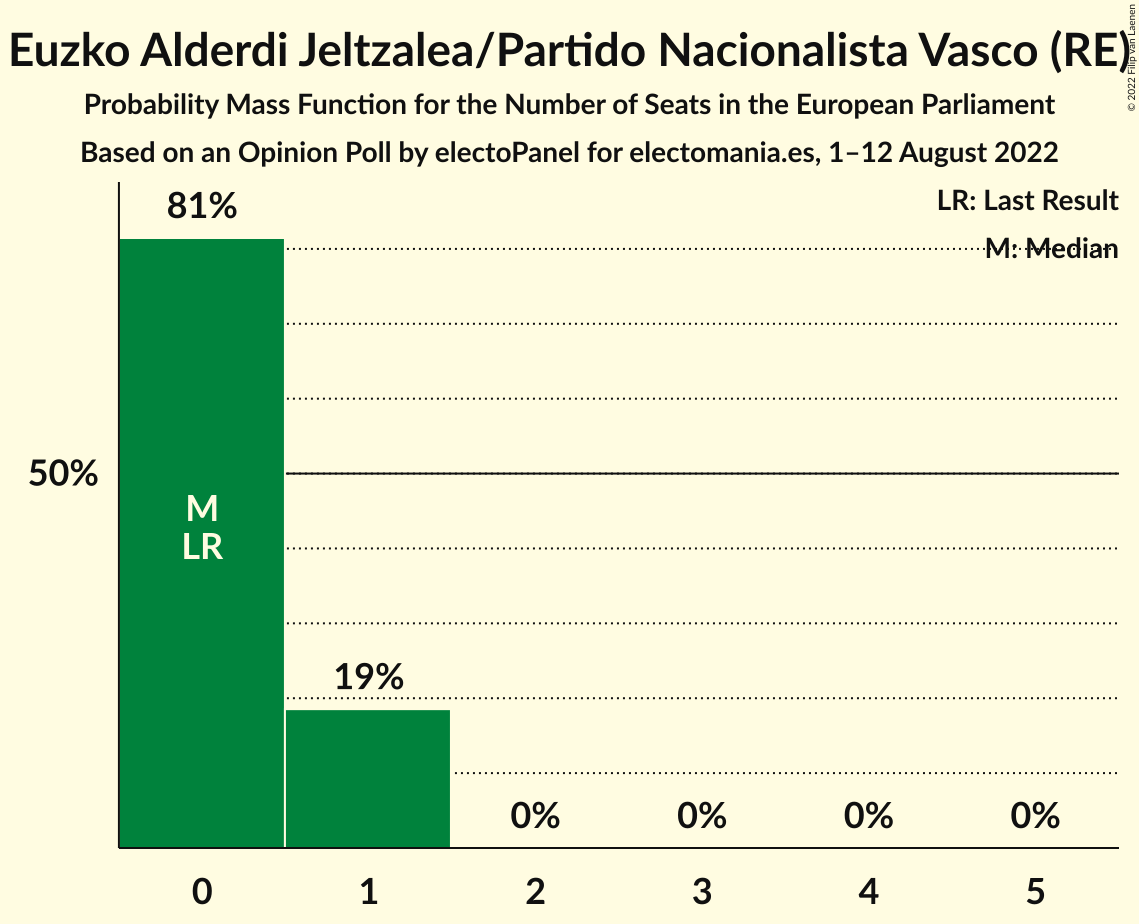 Euzko Alderdi Jeltzalea/Partido Nacionalista Vasco (RE)
© 2022 Filip van Laenen
Probability Mass Function for the Number of Seats in the European Parliament
Based on an Opinion Poll by electoPanel for electomania.es, 1–12 August 2022
LR: Last Result
M: Median
81%
50%
M
LR
19%
0% 0% 0% 0%
0 1 2 3 4 5